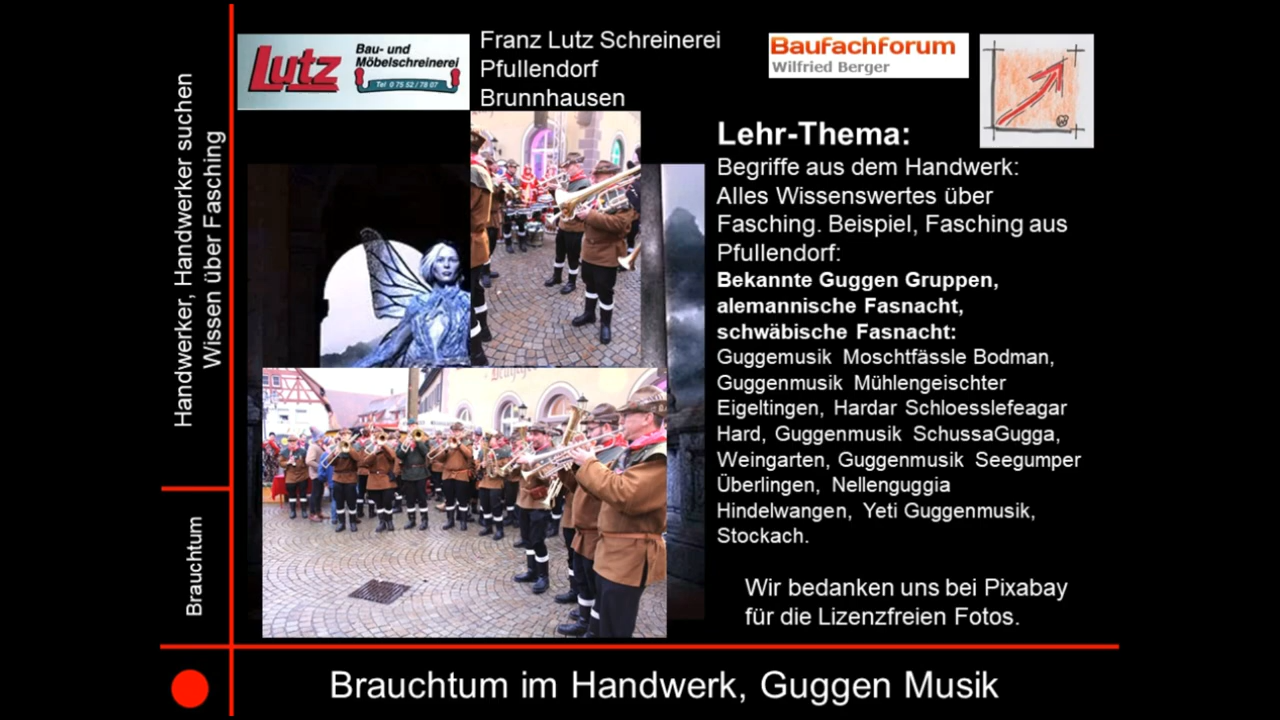 Handwerker, Handwerker suchen
Wissen über Fasching
Brauchtum
Lutz
Bau- und
Möbelschreinerei
Tel 0 75 52 / 78 07
Franz Lutz Schreinerei
Pfullendorf
Brunnhausen
Baufachforum
Wilfried Berger
Lehr-Thema:
Begriffe aus dem Handwerk:
Alles Wissenswertes über
Fasching. Beispiel, Fasching aus
Pfullendorf:
Bekannte Guggen Gruppen,
alemannische Fasnacht,
schwäbische Fasnacht:
Guggemusik Moschtfässle Bodman,
Guggenmusik Mühlengeischter
Eigeltingen, Hardar Schloesslefeagar
Hard, Guggenmusik SchussaGugga,
Weingarten, Guggenmusik Seegumper
Überlingen, Nellenguggia
Hindelwangen, Yeti Guggenmusik,
Stockach.
Wir bedanken uns bei Pixabay
für die Lizenzfreien Fotos.
Brauchtum im Handwerk, Guggen Musik